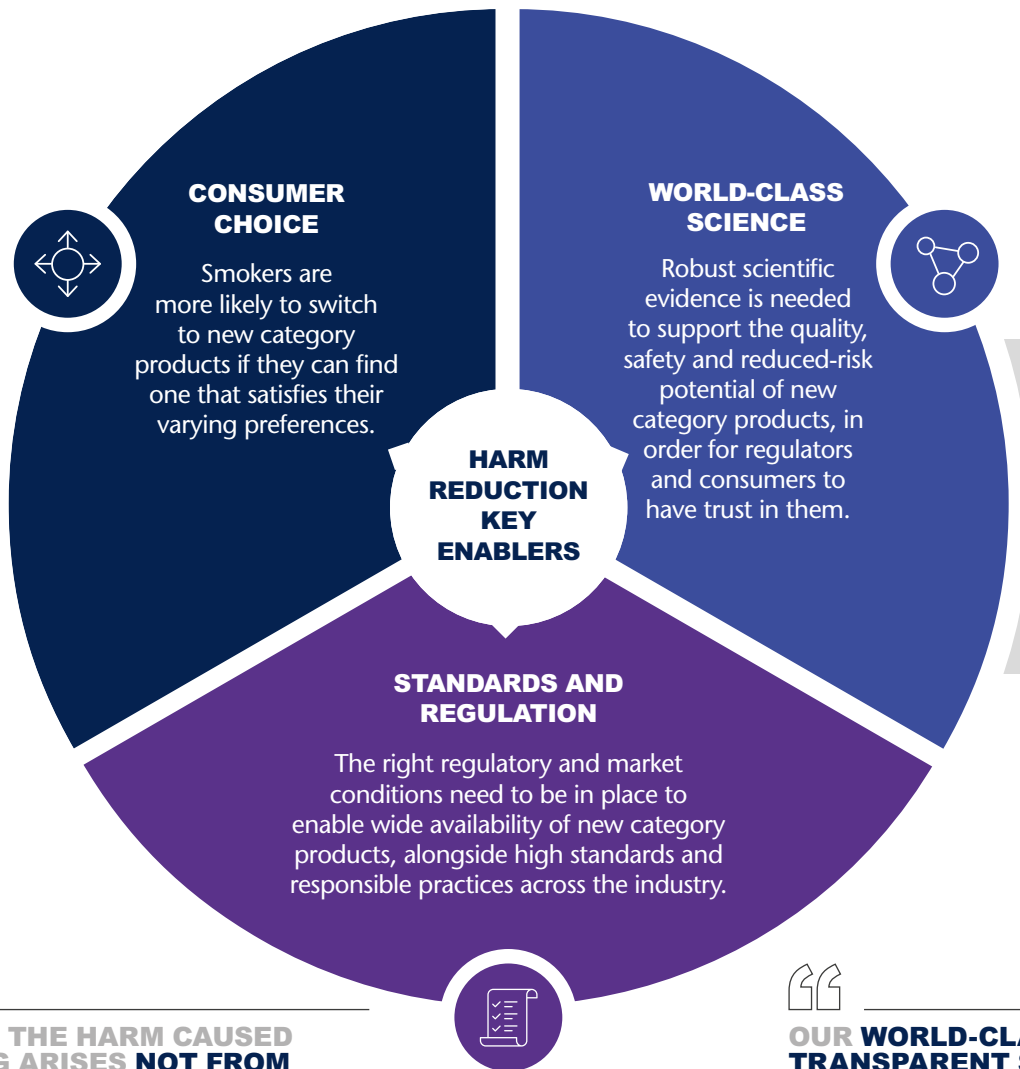 CONSUMER
CHOICE
Smokers are
more likely to switch
to new category
products if they can find
one that satisfies their
varying preferences.
WORLD-CLASS
SCIENCE
Robust scientific
evidence is needed
to support the quality,
safety and reduced-risk
potential of new
category products, in
order for regulators
and consumers to
have trust in them.
HARM
REDUCTION
KEY
ENABLERS
STANDARDS AND
REGULATION
The right regulatory and market
conditions need to be in place to
enable wide availability of new category
products, alongside high standards and
responsible practices across the industry.
THE HARM CAUSED
ARISES NOT FROM
“
OUR WORLD-CLA
TRANSPARENT